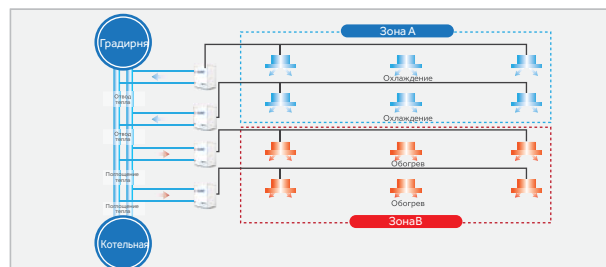 Градирня
Зона А
Охлаждение
Отвод
тепла
Охлаждение
Отвод
тепла
Обогрев
Поглощение
тепла
Обогрев
Поглощение
тепла
ЗонаВ
Котельная